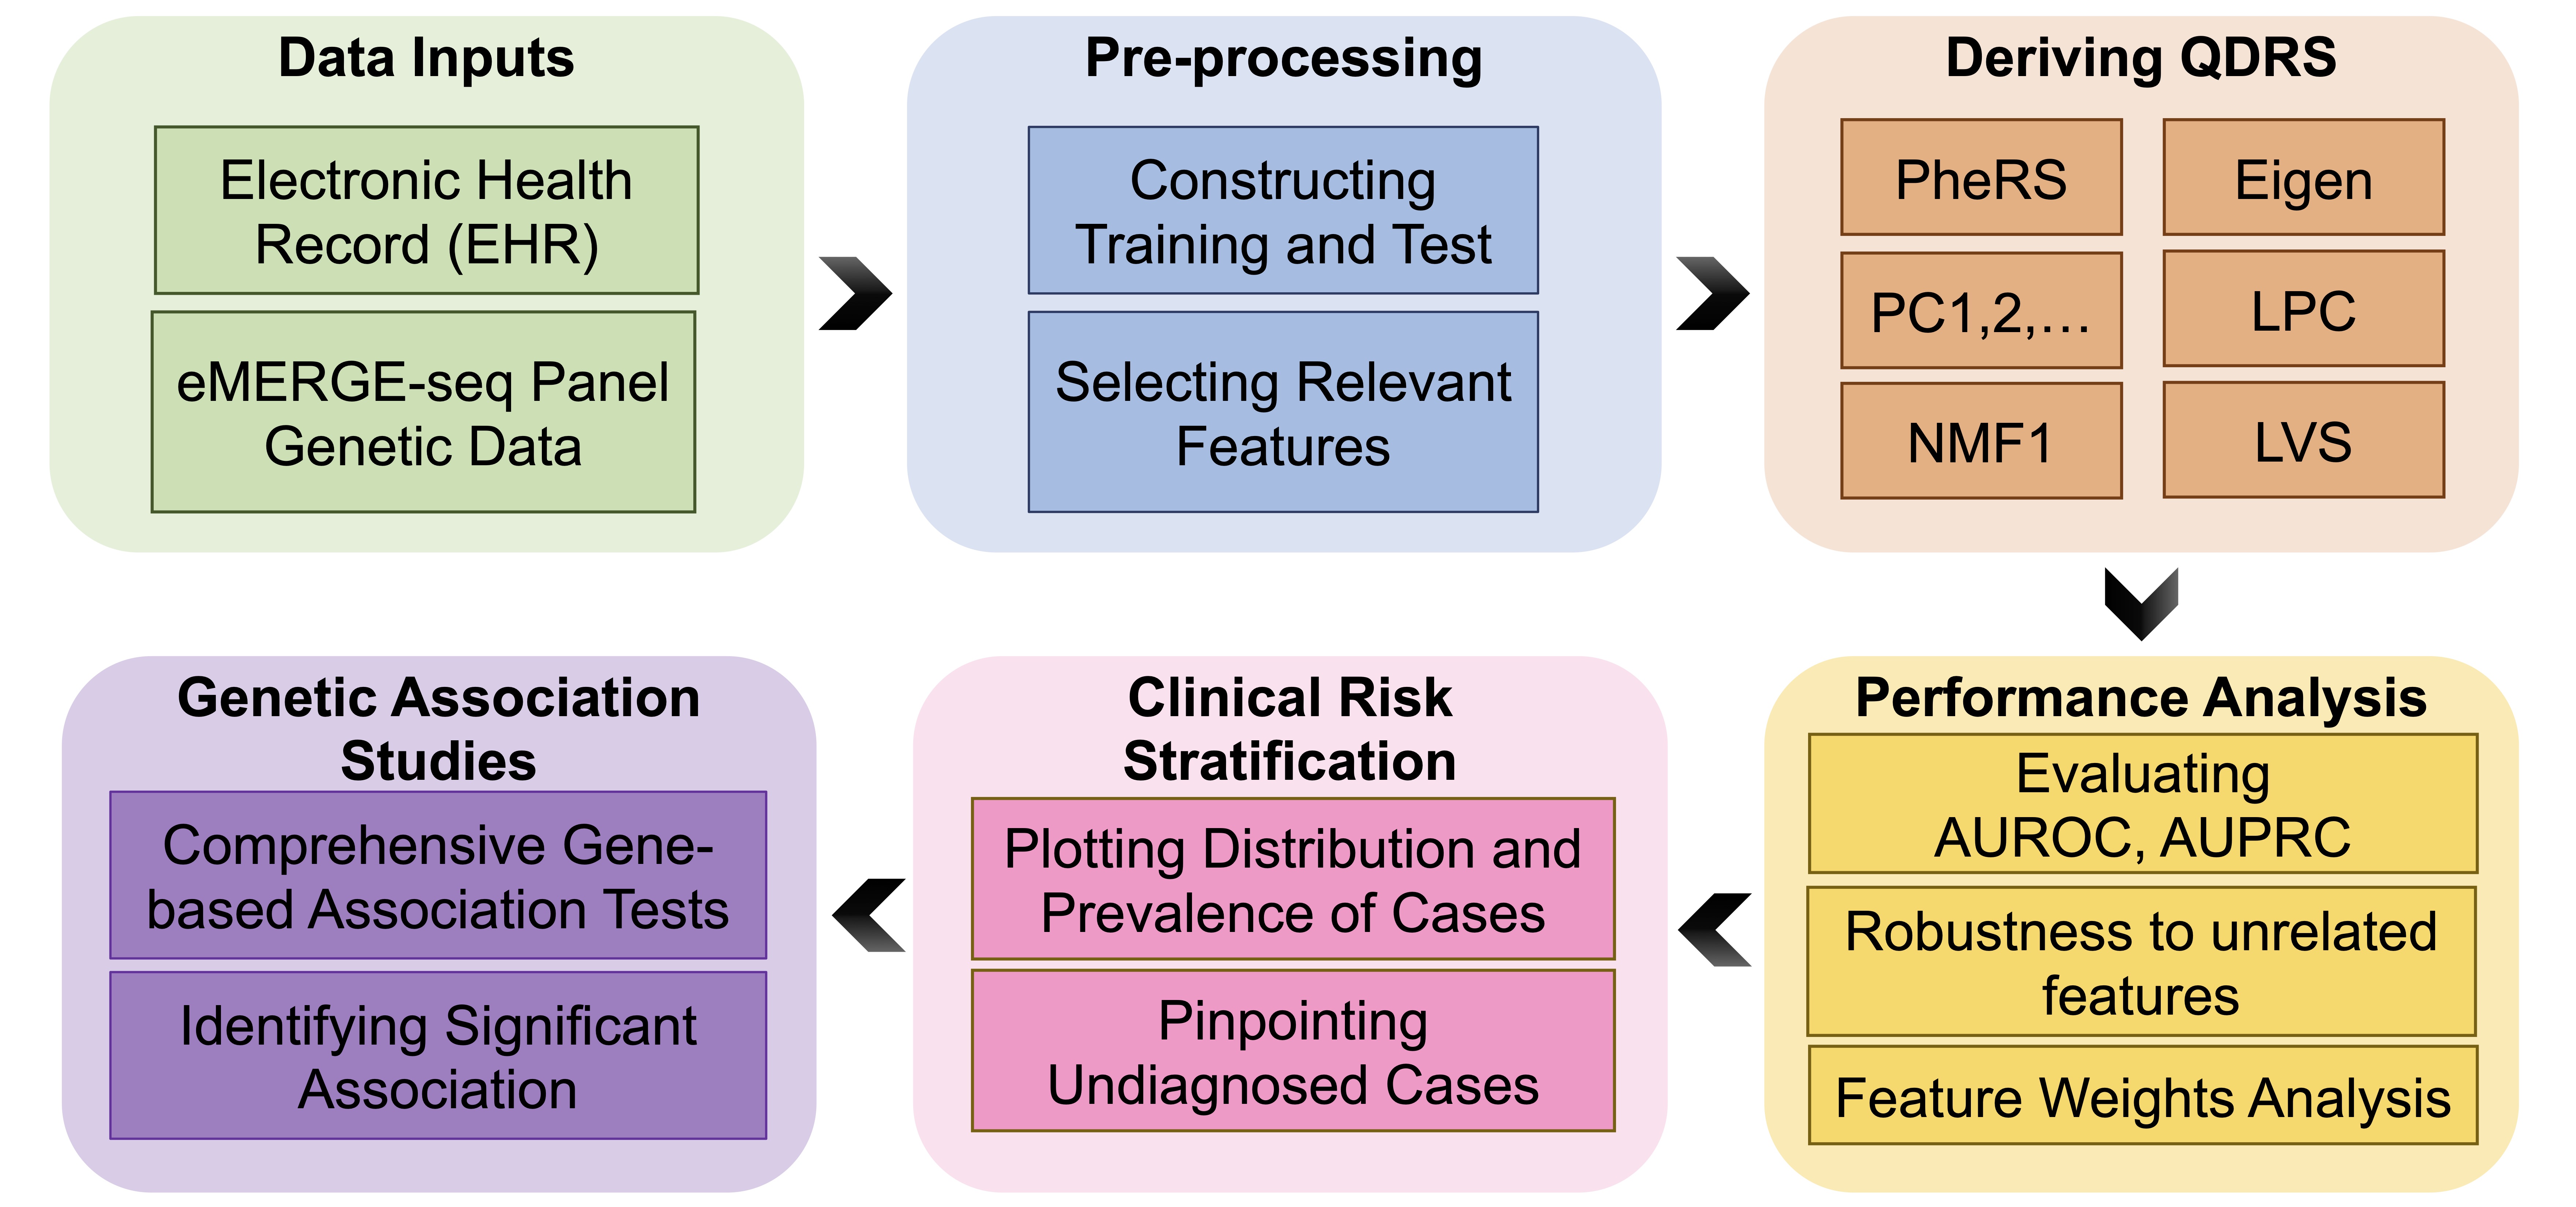 Data Inputs
Electronic Health
Record (EHR)
eMERGE-seq Panel
Genetic Data
Pre-processing
Constructing
Training and Test
Selecting Relevant
Features
Deriving QDRS
PheRS
Eigen
PC1,2,…
LPC
NMF1
LVS
Performance Analysis
Evaluating
AUROC, AUPRC
Robustness to unrelated
features
Feature Weights Analysis
Clinical Risk
Stratification
Plotting Distribution and
Prevalence of Cases
Pinpointing
Undiagnosed Cases
Genetic Association
Studies
Comprehensive Gene-
based Association Tests
Identifying Significant
Association